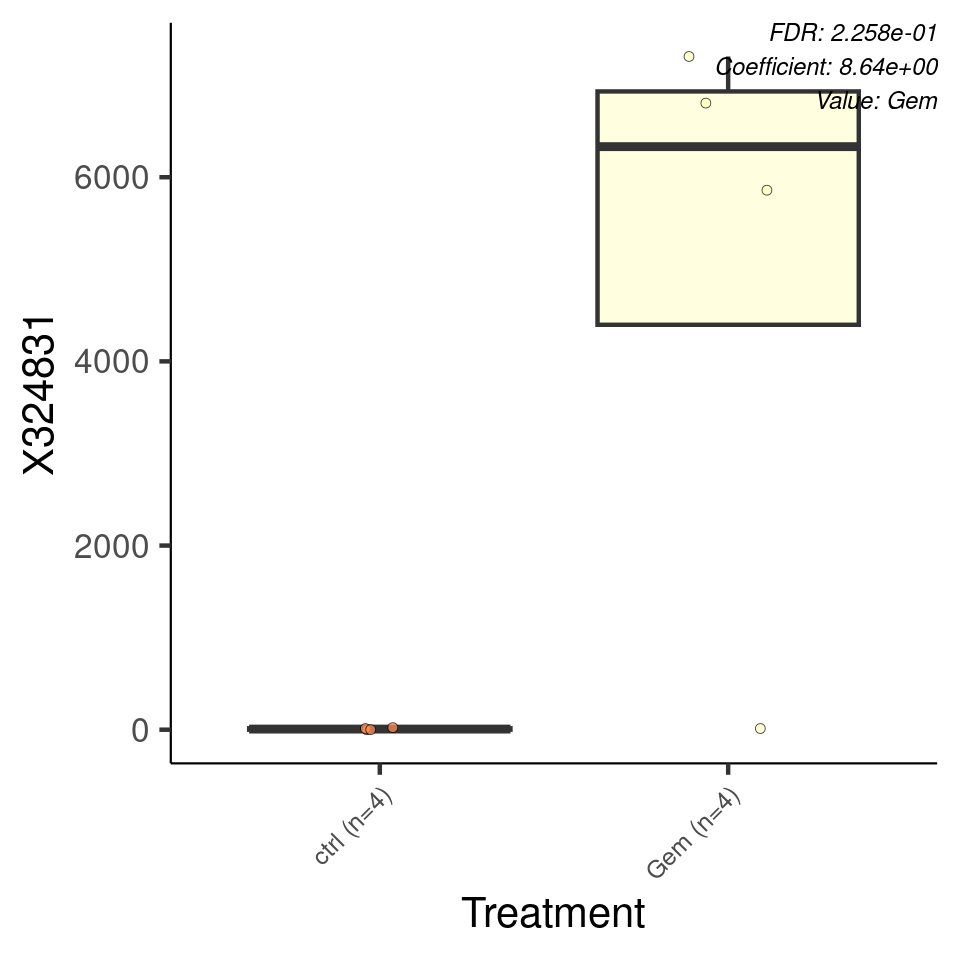 FDR: 2.258e-01
Coefficient: 8.64e+00
Value: Gem
6000
4000
2000
0
X324831
ctrl (n=4)
Gem (n=4)
Treatment